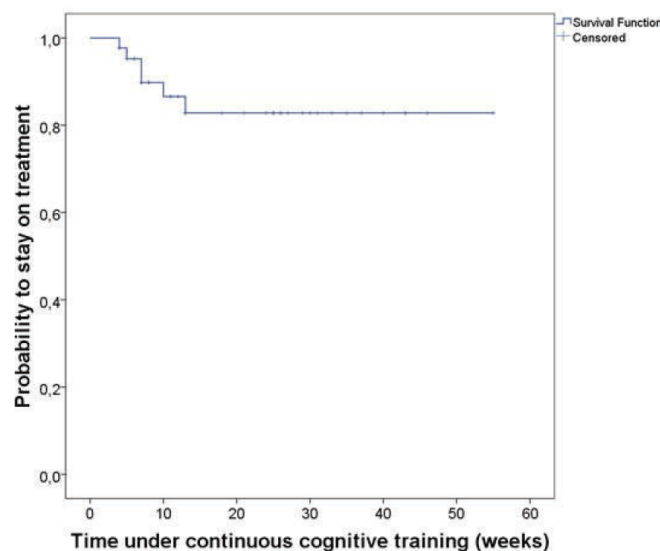 Survival Function
Censored
1,0
0,8
0,6
0,4
0,2
0,0
Probability to stay on treatment
0 10 20 30 40 50 60
Time under continuous cognitive training (weeks)